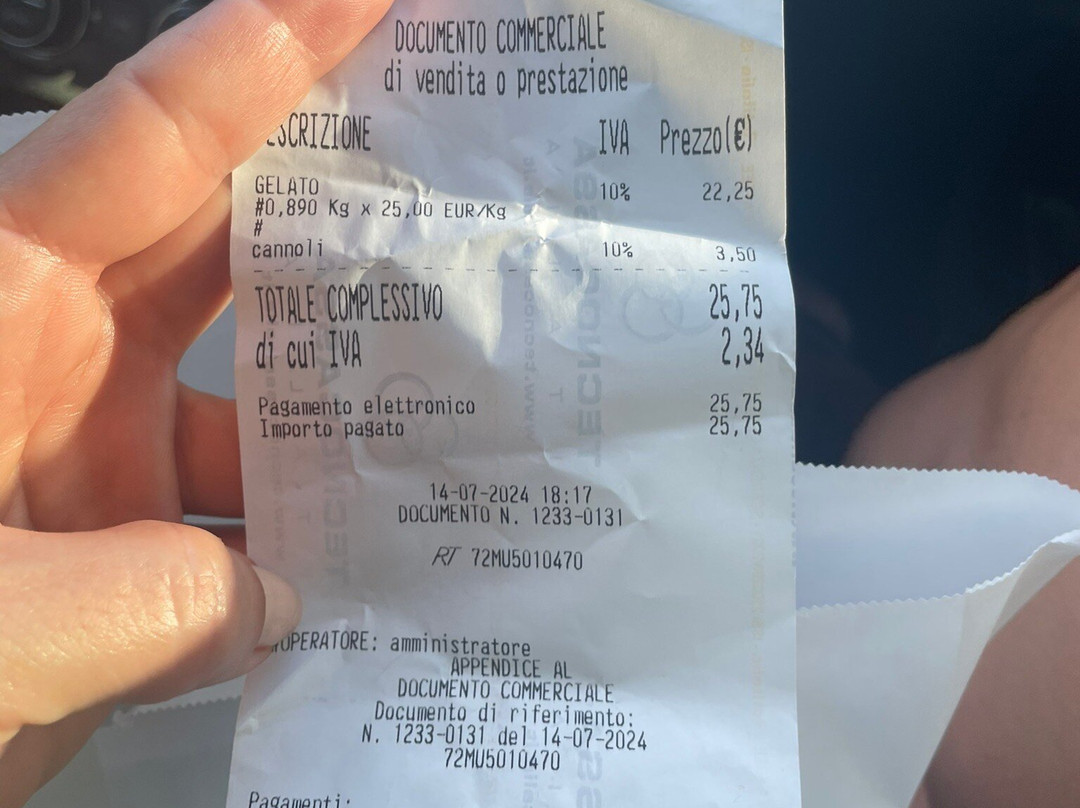 DOCUMENTO COMMERCIALE
di vendita o prestazione
ESCRIZIONE IVA Prezzo(€)
GELATO 10% 22,25
#0,890 Kg x 25,00 EUR/Kg
#
cannoli 10% 3,50
TOTALE COMPLESSIVO 25,75
di cui IVA 2,34
Pagamento elettronico 25,75
Importo pagato 25,75
14-07-2024 18:17
DOCUMENTO N. 1233-0131
RT 72MU5010470
OPERATORE: amministratore
APPENDICE AL
DOCUMENTO COMMERCIALE
Documento di riferimento:
N. 1233-0131 del 14-07-2024
72MU5010470
Pagamenti: